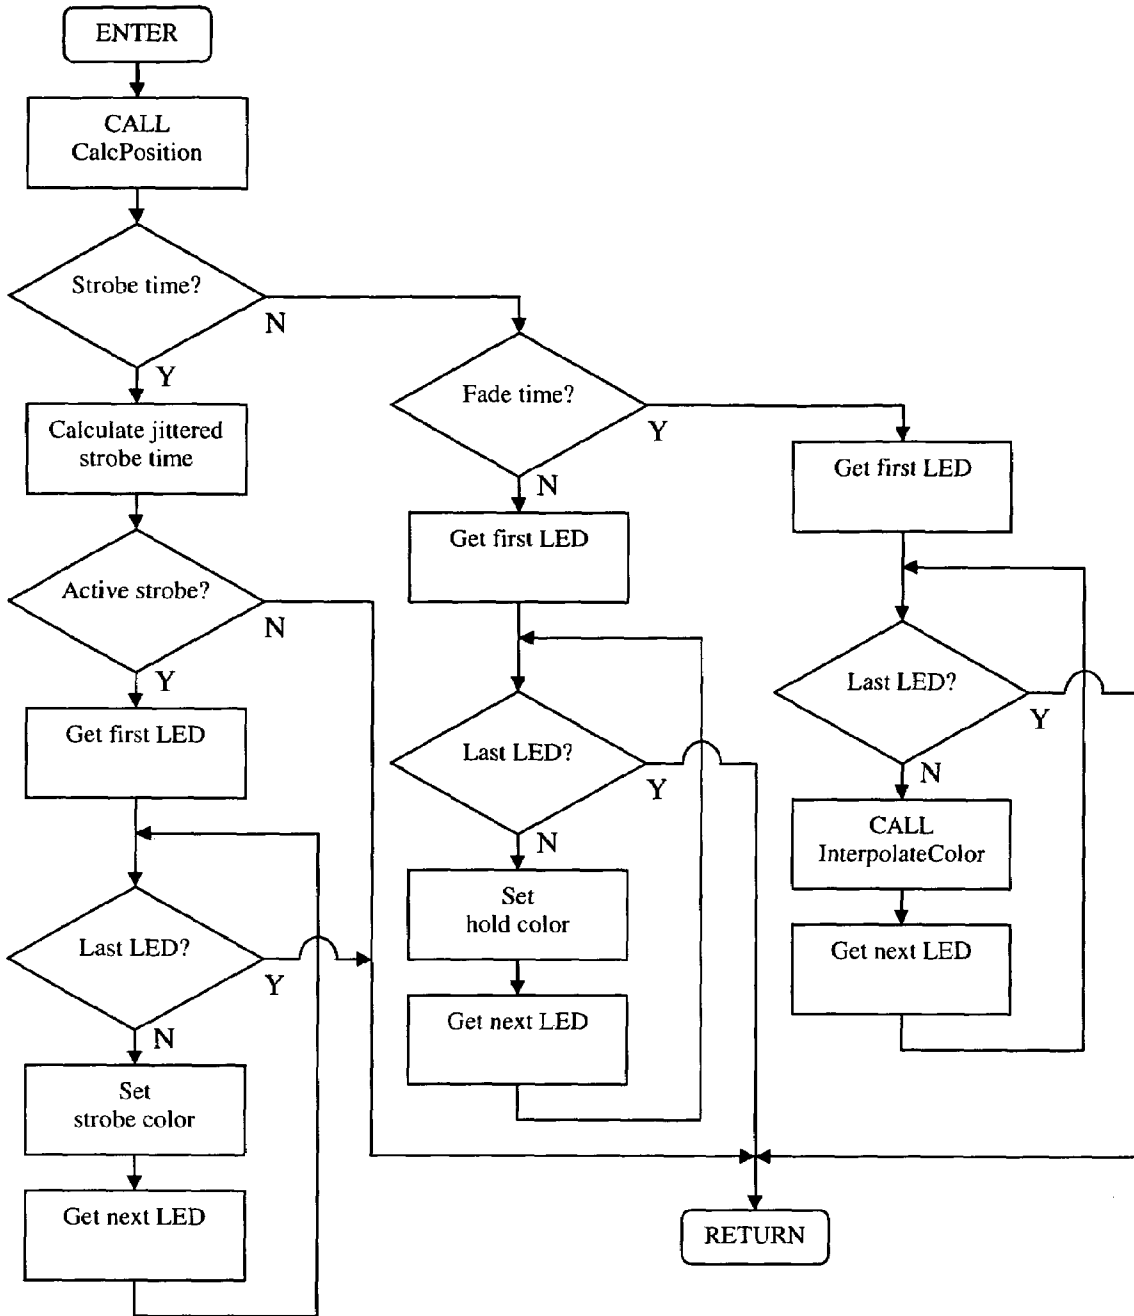 ENTER
CALL
CalcPosition
Strobe time?
N
Y
Calculate jittered
strobe time
Active strobe?
N
Y
Get first LED
Last LED?
Y
N
Set
strobe color
Get next LED
Fade time?
Y
N
Get first LED
Last LED?
Y
N
Set
hold color
Get next LED
Get first LED
Last LED?
Y
N
CALL
InterpolateColor
Get next LED
RETURN